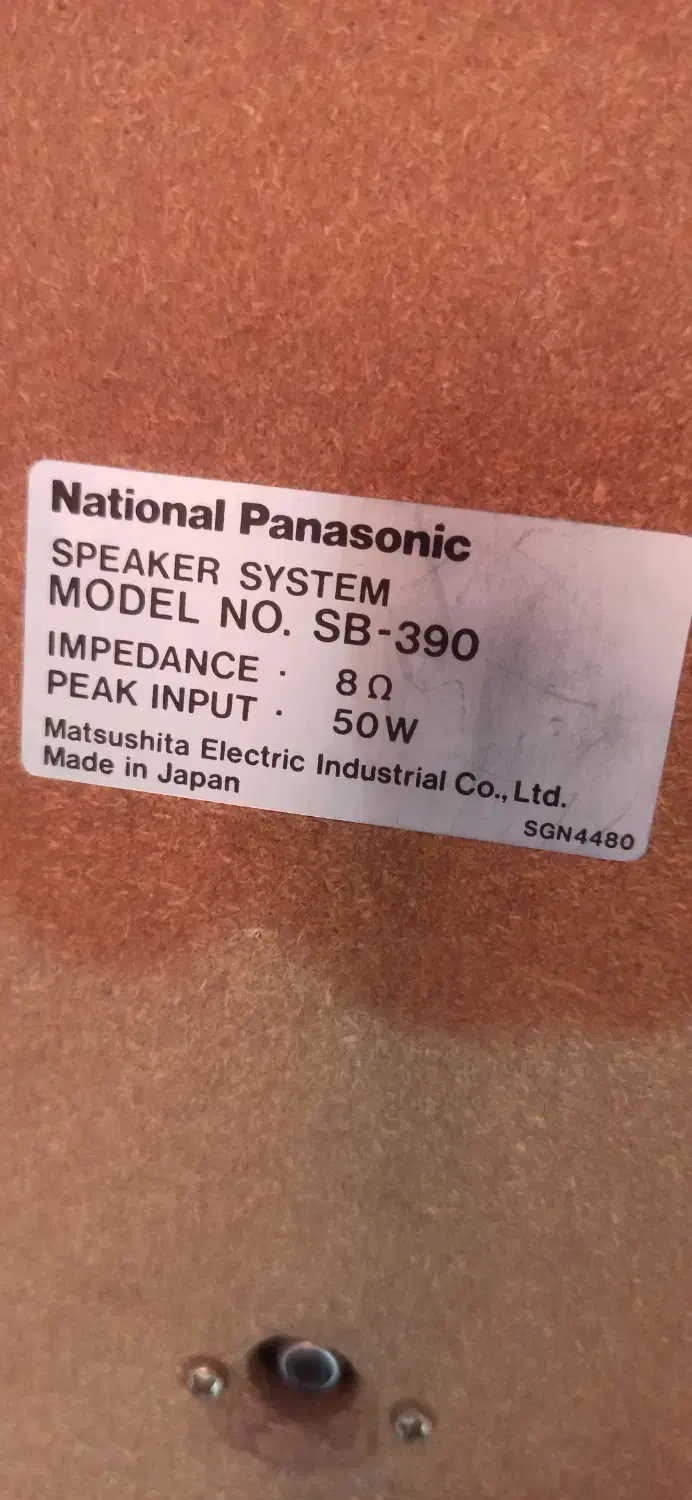 National Panasonic
SPEAKER SYSTEM
MODEL NO. SB-390
IMPEDANCE · 8Ω
PEAK INPUT · 50W
Matsushita Electric Industrial Co., Ltd.
Made in Japan
SGN4480